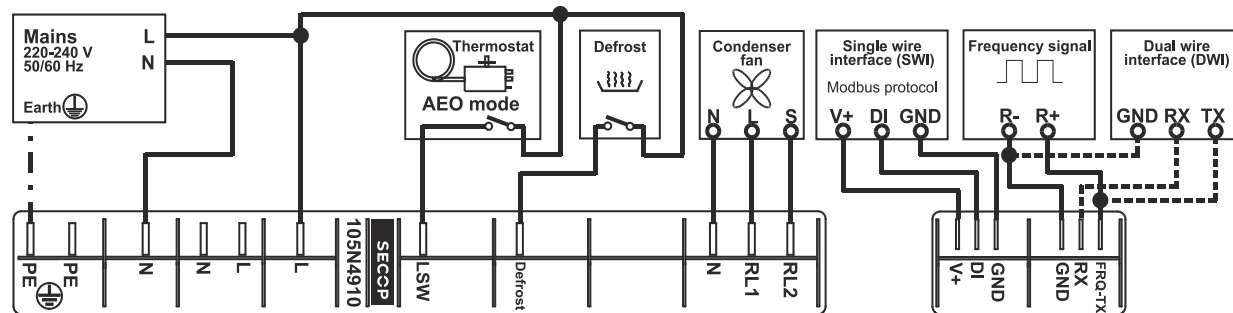 Mains
220-240 V
50/60 Hz
L
N
Earth
Thermostat
AEO mode
Defrost
Condenser
fan
N L S
Single wire
interface (SWI)
Modbus protocol
V+ DI GND
Frequency signal
R- R+
Dual wire
interface (DWI)
GND RX TX
PE
PE
N
N
L
L
105N4910
SECOP
LSW
Defrost
N
RL1
RL2
V+
DI
GND
GND
RX
FRQ-TX